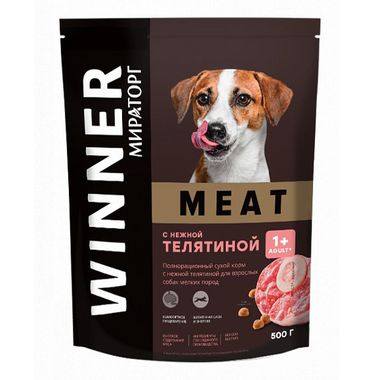 WINNER
МИРАТОРГ
MEAT
С НЕЖНОЙ
ТЕЛЯТИНОЙ
1+
ADULT*
Полнорационный сухой корм
с нежной телятиной для взрослых
собак мелких пород
500 Г